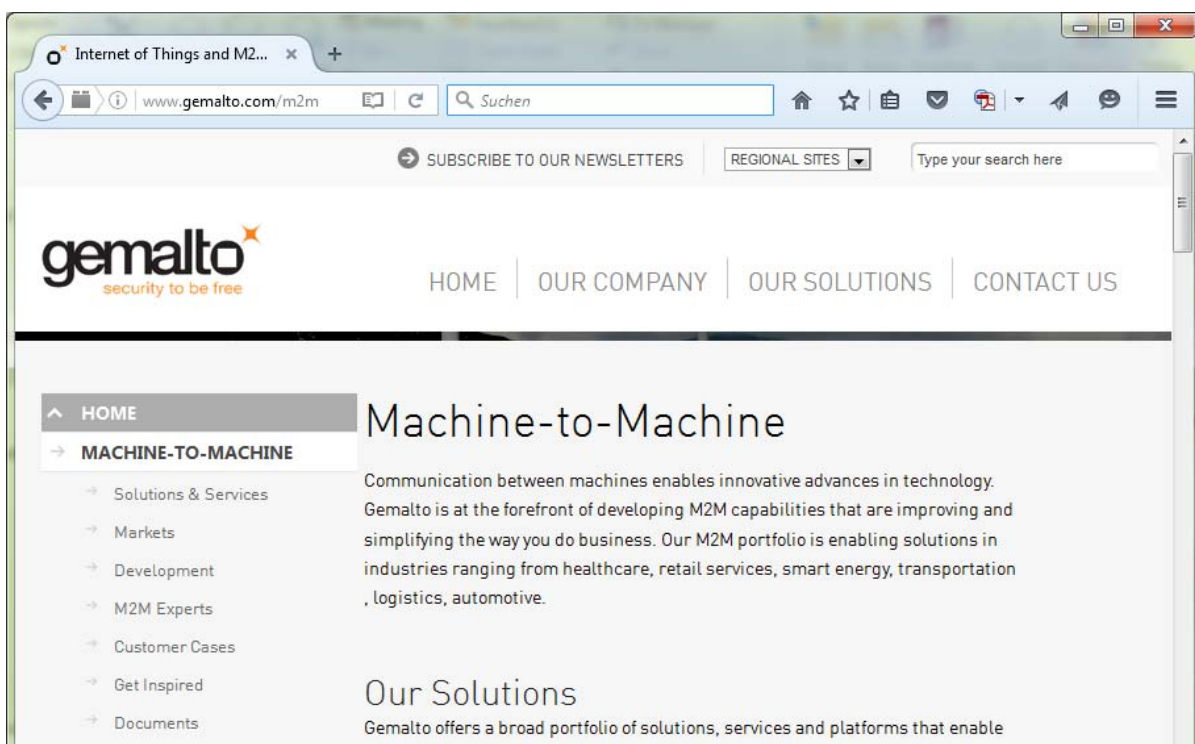 Internet of Things and M2...
www.gemalto.com/m2m
Suchen
SUBSCRIBE TO OUR NEWSLETTERS
REGIONAL SITES
Type your search here
gemalto
security to be free
HOME
OUR COMPANY
OUR SOLUTIONS
CONTACT US
HOME
MACHINE-TO-MACHINE
Solutions & Services
Markets
Development
M2M Experts
Customer Cases
Get Inspired
Documents
Machine-to-Machine
Communication between machines enables innovative advances in technology.
Gemalto is at the forefront of developing M2M capabilities that are improving and
simplifying the way you do business. Our M2M portfolio is enabling solutions in
industries ranging from healthcare, retail services, smart energy, transportation
, logistics, automotive.
Our Solutions
Gemalto offers a broad portfolio of solutions, services and platforms that enable